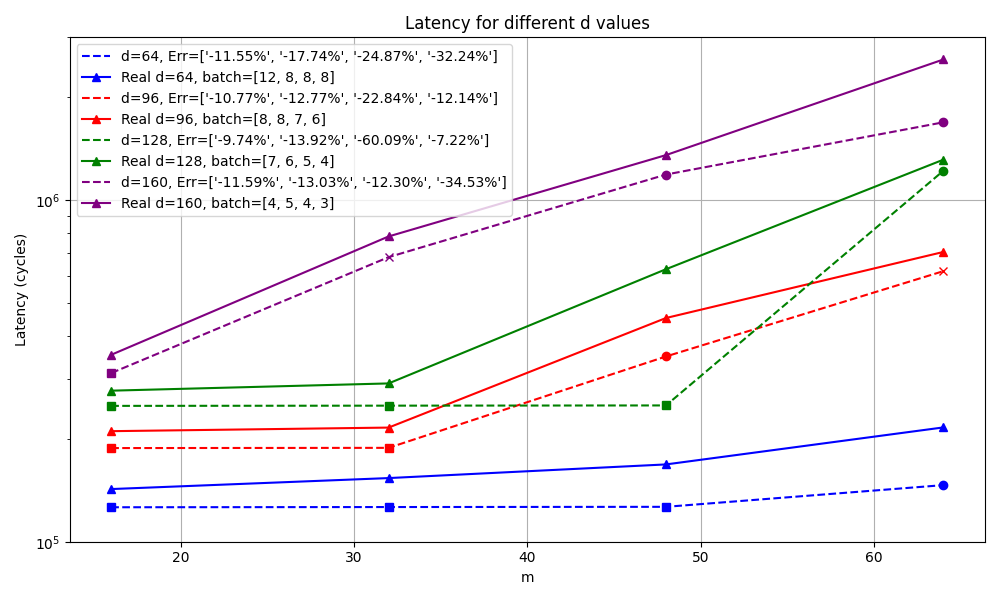 Latency for different d values
d=64, Err=['-11.55%', '-17.74%', '-24.87%', '-32.24%']
Real d=64, batch=[12, 8, 8, 8]
d=96, Err=['-10.77%', '-12.77%', '-22.84%', '-12.14%']
Real d=96, batch=[8, 8, 7, 6]
d=128, Err=['-9.74%', '-13.92%', '-60.09%', '-7.22%']
Real d=128, batch=[7, 6, 5, 4]
d=160, Err=['-11.59%', '-13.03%', '-12.30%', '-34.53%']
Real d=160, batch=[4, 5, 4, 3]
Latency (cycles)
10⁶
10⁵
20 30 40 50 60
m